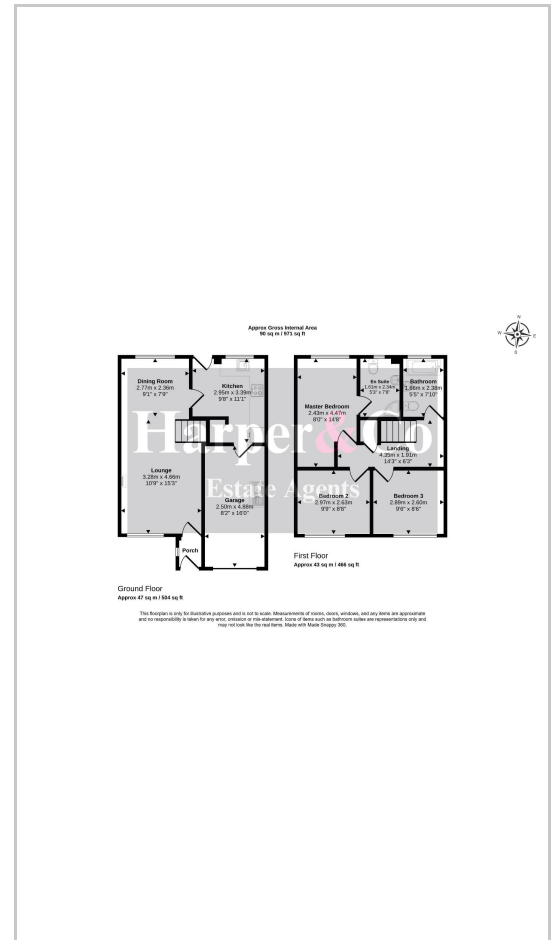 Approx Gross Internal Area
90 sq m / 971 sq ft
N
W
E
S
Dining Room
2.77m x 2.36m
9'1" x 7'9"
Kitchen
2.95m x 3.39m
9'8" x 11'1"
Master Bedroom
2.43m x 4.47m
8'0" x 14'8"
En Suite
1.61m x 2.34m
5'3" x 7'8"
Bathroom
1.66m x 2.38m
5'5" x 7'10"
Harper&Co
Estate Agents
Landing
4.35m x 1.91m
14'3" x 6'3"
Lounge
3.28m x 4.66m
10'9" x 15'3"
Garage
2.50m x 4.88m
8'2" x 16'0"
Bedroom 2
2.97m x 2.63m
9'9" x 8'8"
Bedroom 3
2.89m x 2.60m
9'6" x 8'6"
Porch
First Floor
Approx 43 sq m / 466 sq ft
Ground Floor
Approx 47 sq m / 504 sq ft
This floorplan is only for illustrative purposes and is not to scale. Measurements of rooms, doors, windows, and any items are approximate
and no responsibility is taken for any error, omission or mis-statement. Icons of items such as bathroom suites are representations only and
may not look like the real items. Made with Made Snappy 360.